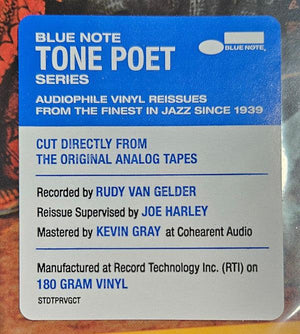 BLUE NOTE
TONE POET
SERIES
BLUE NOTE
AUDIOPHILE VINYL REISSUES
FROM THE FINEST IN JAZZ SINCE 1939
CUT DIRECTLY FROM
THE ORIGINAL ANALOG TAPES
Recorded by RUDY VAN GELDER
Reissue Supervised by JOE HARLEY
Mastered by KEVIN GRAY at Cohearent Audio
Manufactured at Record Technology Inc. (RTI) on
180 GRAM VINYL
STDTPRVGCT